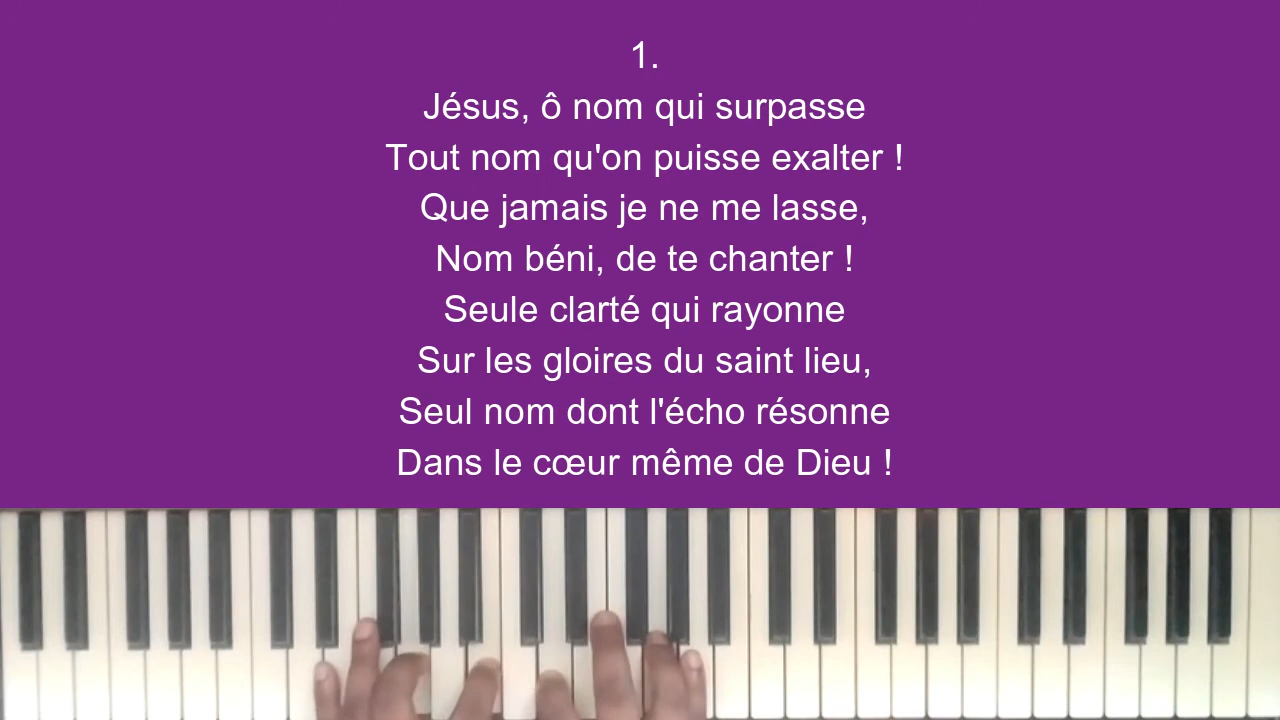 1.
Jésus, ô nom qui surpasse
Tout nom qu'on puisse exalter !
Que jamais je ne me lasse,
Nom béni, de te chanter !
Seule clarté qui rayonne
Sur les gloires du saint lieu,
Seul nom dont l'écho résonne
Dans le cœur même de Dieu !